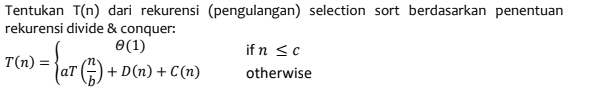 Tentukan T(n) dari rekurensi (pengulangan) selection sort berdasarkan penentuan
rekurensi divide & conquer:
T(n) = { θ(1) if n ≤ c
aT(n/b) + D(n) + C(n) otherwise